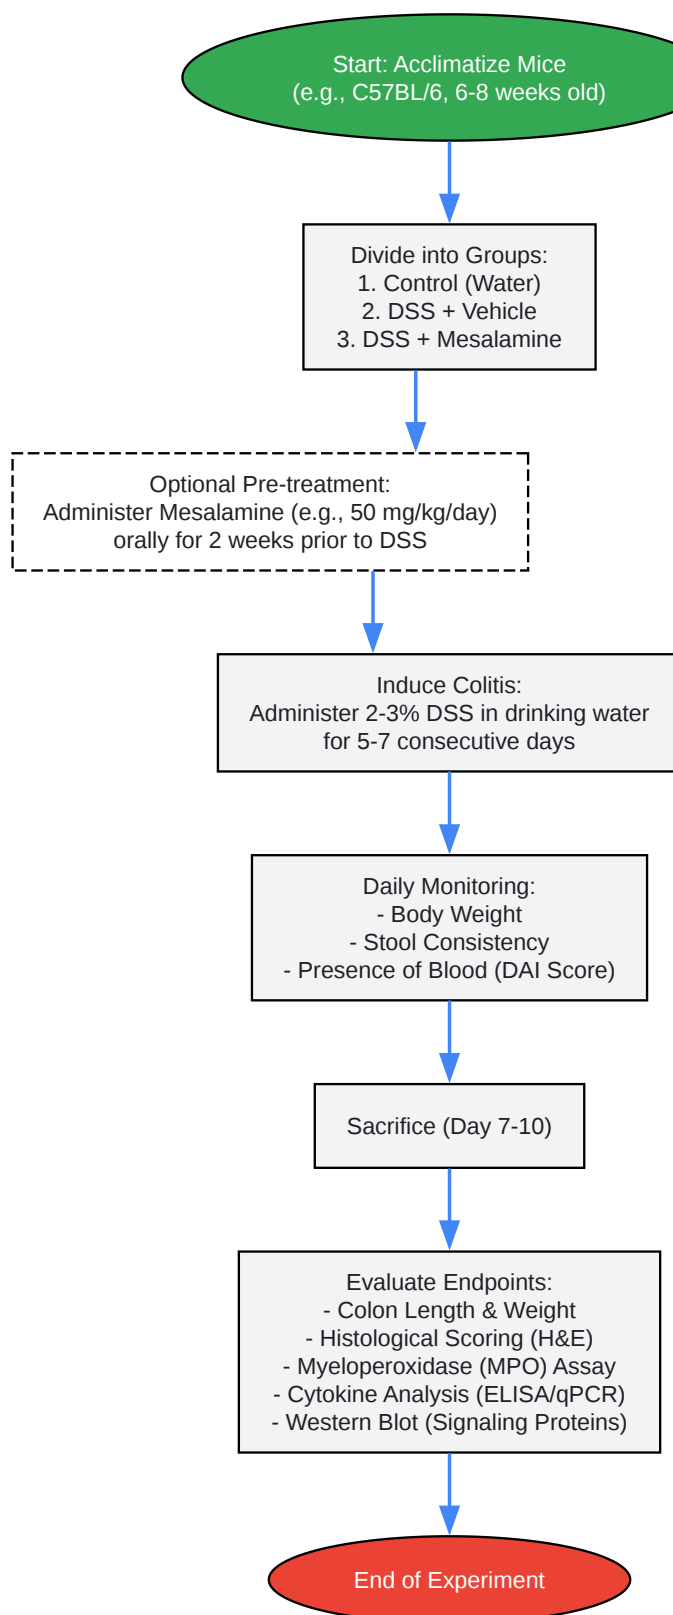 Start: Acclimatize Mice
(e.g., C57BL/6, 6-8 weeks old)
Divide into Groups:
1. Control (Water)
2. DSS + Vehicle
3. DSS + Mesalamine
Optional Pre-treatment:
Administer Mesalamine (e.g., 50 mg/kg/day)
orally for 2 weeks prior to DSS
Induce Colitis:
Administer 2-3% DSS in drinking water
for 5-7 consecutive days
Daily Monitoring:
- Body Weight
- Stool Consistency
- Presence of Blood (DAI Score)
Sacrifice (Day 7-10)
Evaluate Endpoints:
- Colon Length & Weight
- Histological Scoring (H&E)
- Myeloperoxidase (MPO) Assay
- Cytokine Analysis (ELISA/qPCR)
- Western Blot (Signaling Proteins)
End of Experiment